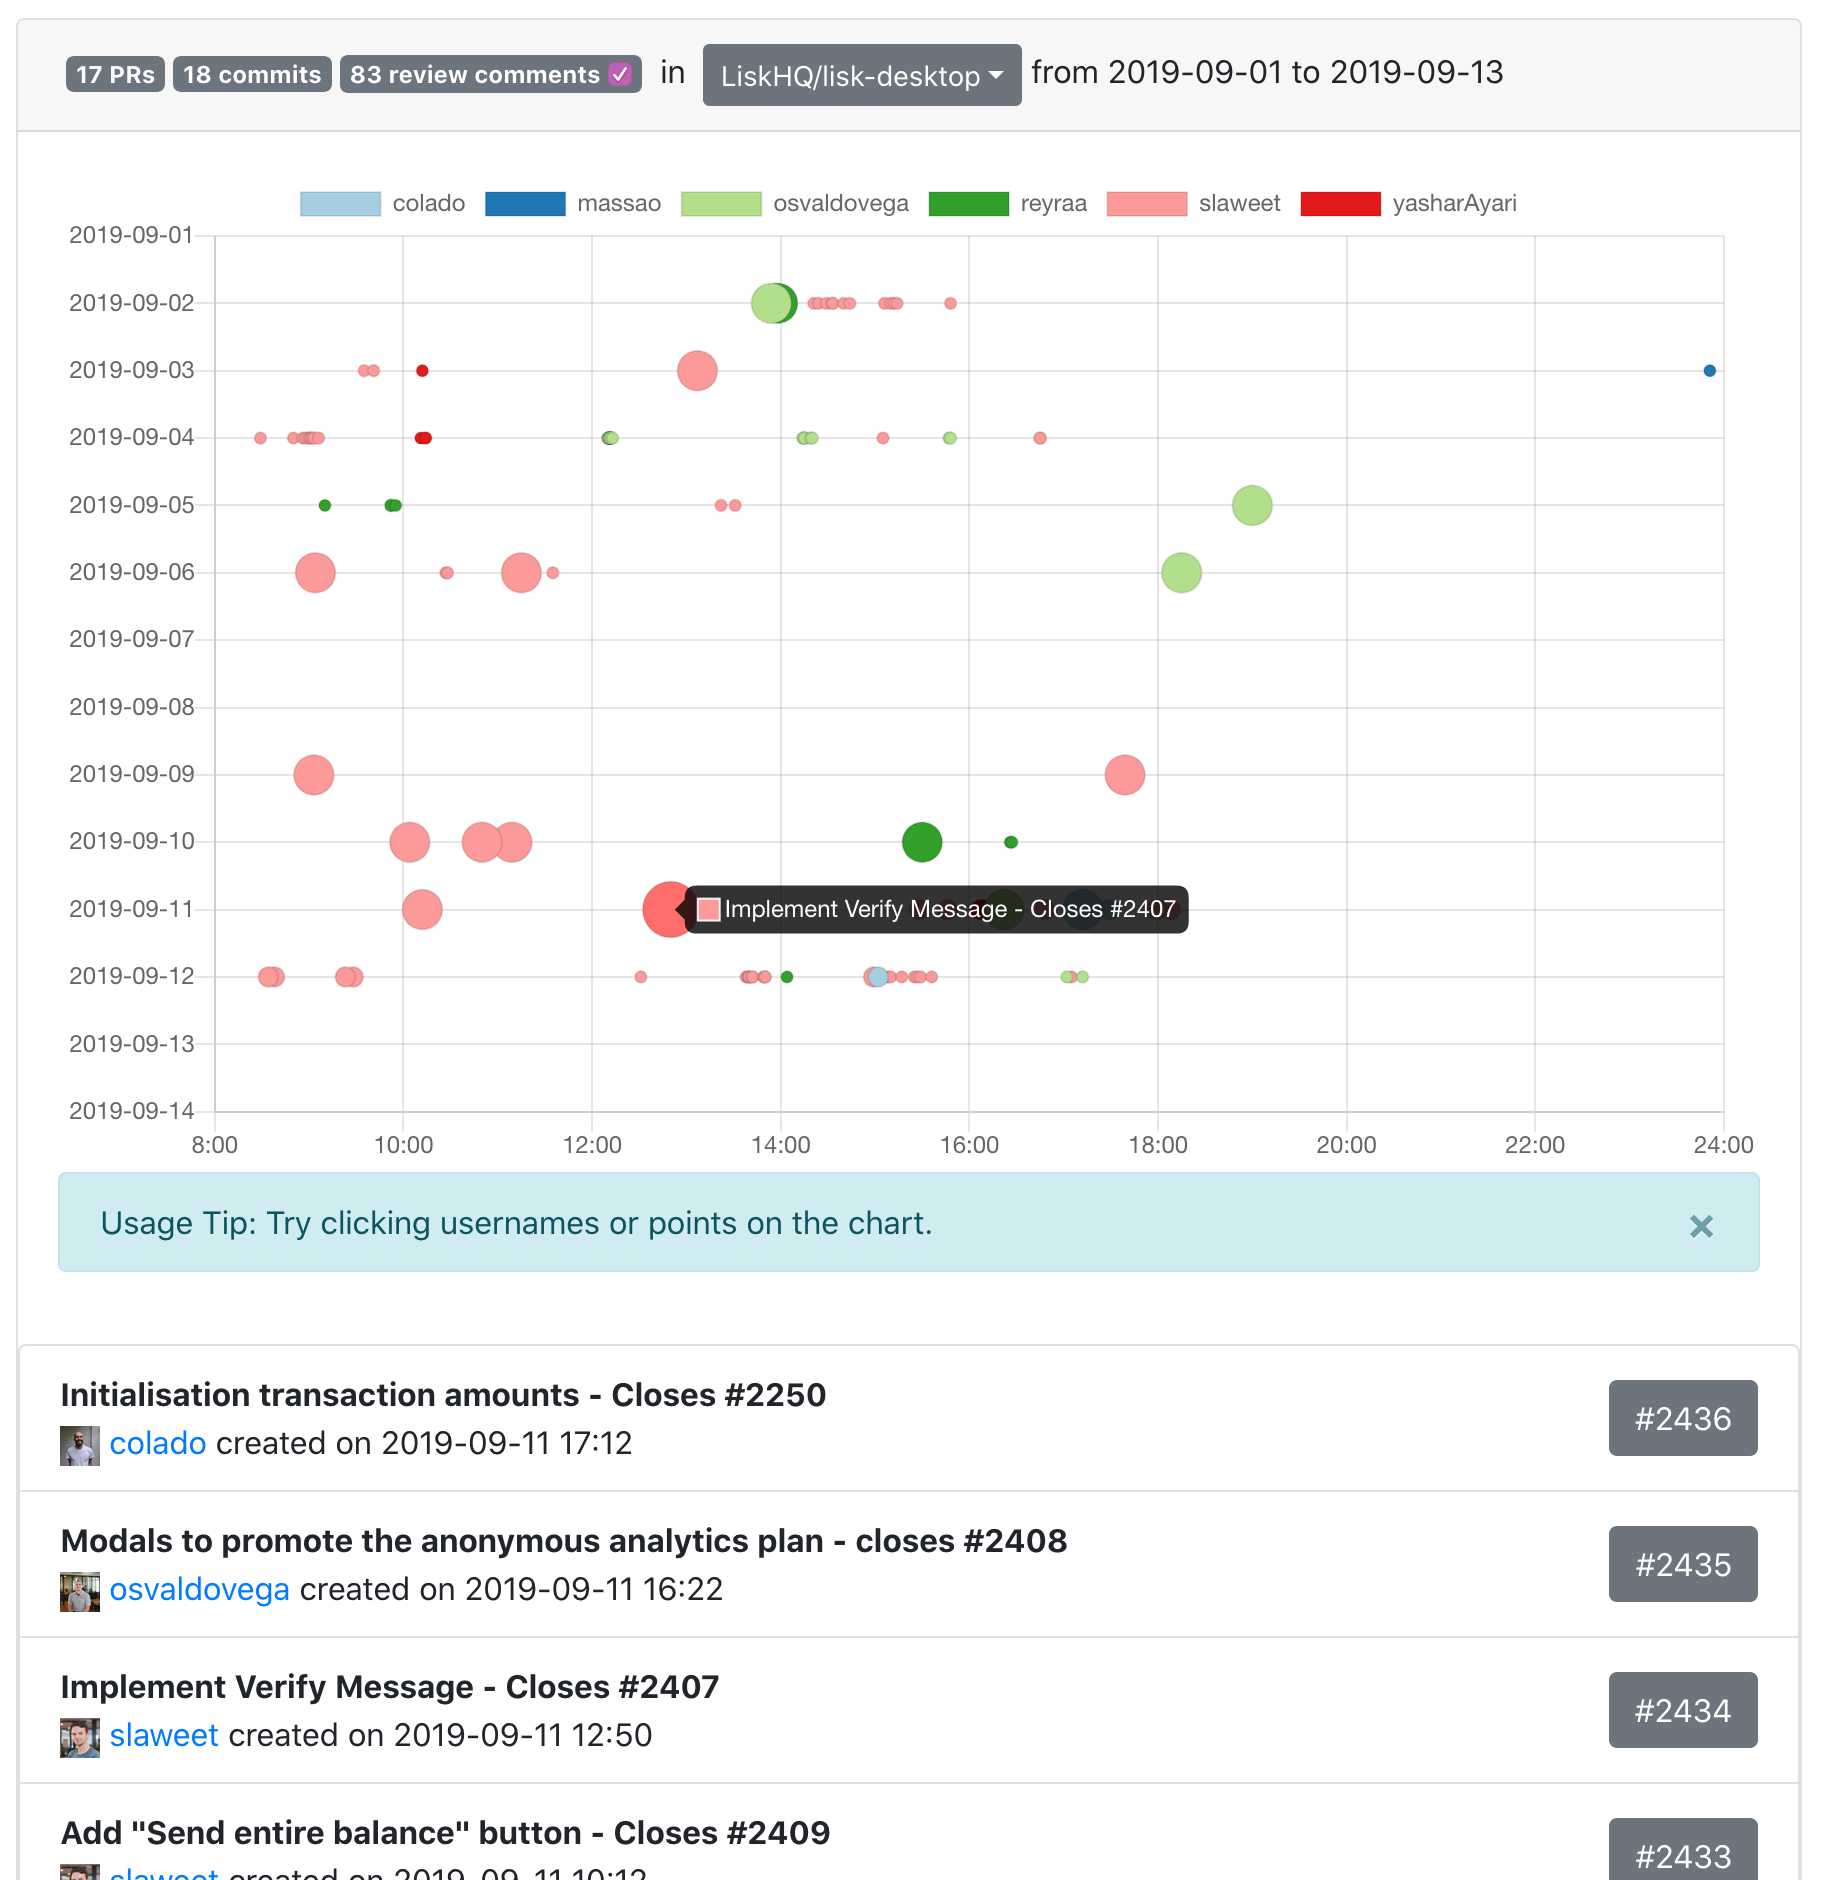 17 PRs 18 commits 83 review comments in LiskHQ/lisk-desktop from 2019-09-01 to 2019-09-13
colado massao osvaldovega reyraa slaweet yasharAyari
2019-09-01
2019-09-02
2019-09-03
2019-09-04
2019-09-05
2019-09-06
2019-09-07
2019-09-08
2019-09-09
2019-09-10
2019-09-11
Implement Verify Message - Closes #2407
2019-09-12
2019-09-13
2019-09-14
8:00 10:00 12:00 14:00 16:00 18:00 20:00 22:00 24:00
Usage Tip: Try clicking usernames or points on the chart. ×
Initialisation transaction amounts - Closes #2250
#2436
colado created on 2019-09-11 17:12
Modals to promote the anonymous analytics plan - closes #2408
#2435
osvaldovega created on 2019-09-11 16:22
Implement Verify Message - Closes #2407
#2434
slaweet created on 2019-09-11 12:50
Add "Send entire balance" button - Closes #2409
#2433
slaweet created on 2019-09-11 10:12